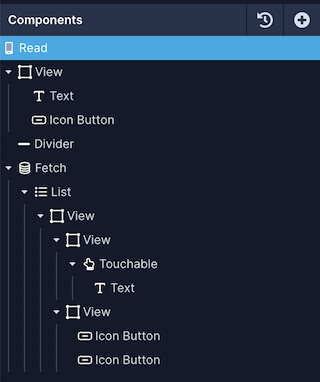 Components
Read
View
Text
Icon Button
Divider
Fetch
List
View
View
Touchable
Text
View
Icon Button
Icon Button